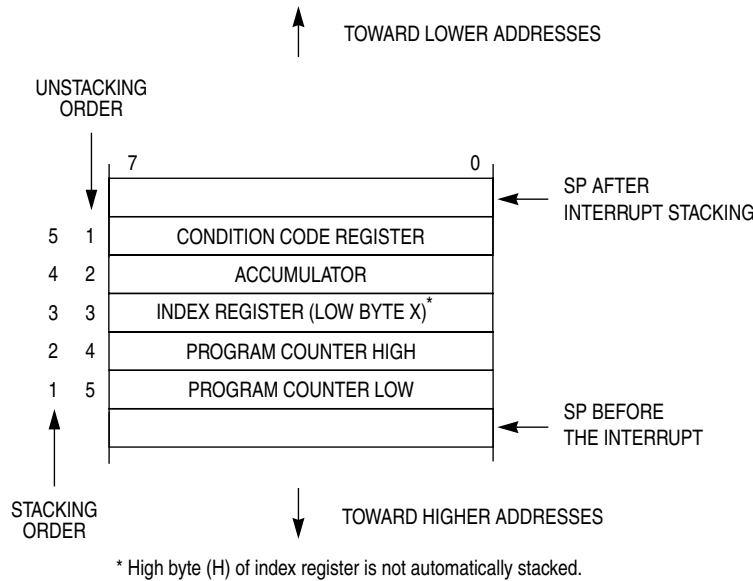 TOWARD LOWER ADDRESSES
UNSTACKING
ORDER
7 0
SP AFTER
INTERRUPT STACKING
5 1 CONDITION CODE REGISTER
4 2 ACCUMULATOR
3 3 INDEX REGISTER (LOW BYTE X)*
2 4 PROGRAM COUNTER HIGH
1 5 PROGRAM COUNTER LOW
SP BEFORE
THE INTERRUPT
STACKING
ORDER
TOWARD HIGHER ADDRESSES
* High byte (H) of index register is not automatically stacked.